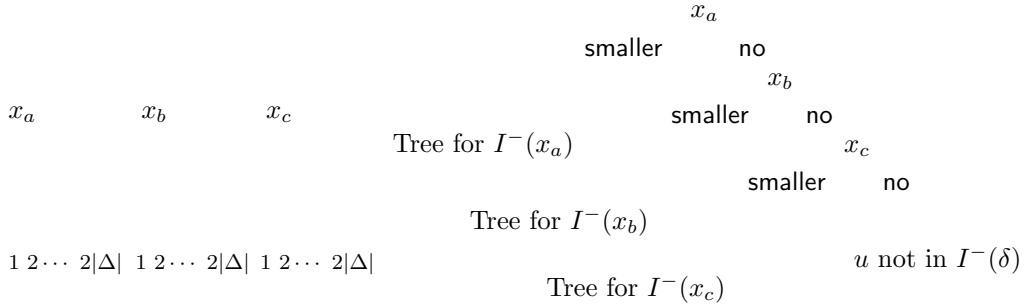 $x_a$
smaller no
$x_b$
$x_a$ $x_b$ $x_c$
smaller no
Tree for $I^-(x_a)$
$x_c$
smaller no
Tree for $I^-(x_b)$
1 2⋯ 2|Δ| 1 2⋯ 2|Δ| 1 2⋯ 2|Δ|
$u$ not in $I^-(\delta)$
Tree for $I^-(x_c)$